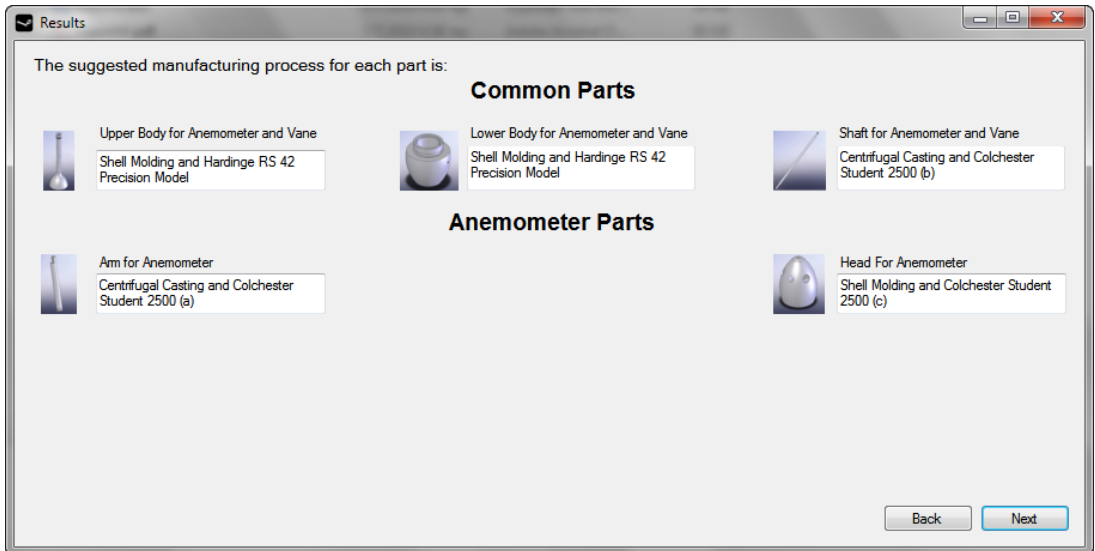 Results
The suggested manufacturing process for each part is:
Common Parts
Upper Body for Anemometer and Vane
Shell Molding and Hardinge RS 42
Precision Model
Lower Body for Anemometer and Vane
Shell Molding and Hardinge RS 42
Precision Model
Shaft for Anemometer and Vane
Centrifugal Casting and Colchester
Student 2500 (b)
Anemometer Parts
Arm for Anemometer
Centrifugal Casting and Colchester
Student 2500 (a)
Head For Anemometer
Shell Molding and Colchester Student
2500 (c)
Back
Next